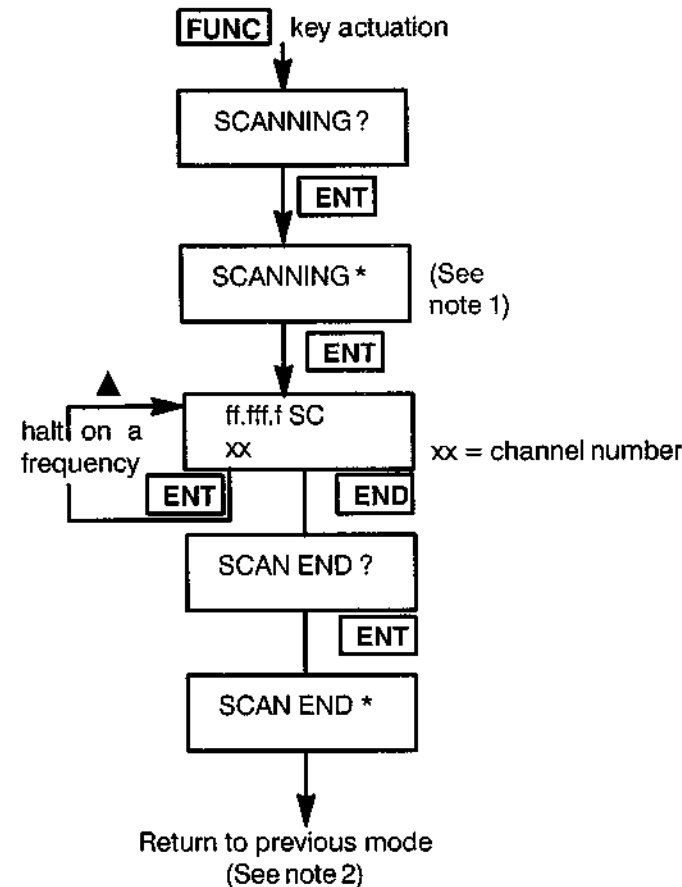 FUNC key actuation
SCANNING ?
ENT
SCANNING *
(See
note 1)
ENT
▲
ff.fff.f SC
xx
halt on a
frequency
xx = channel number
ENT
END
SCAN END ?
ENT
SCAN END *
Return to previous mode
(See note 2)